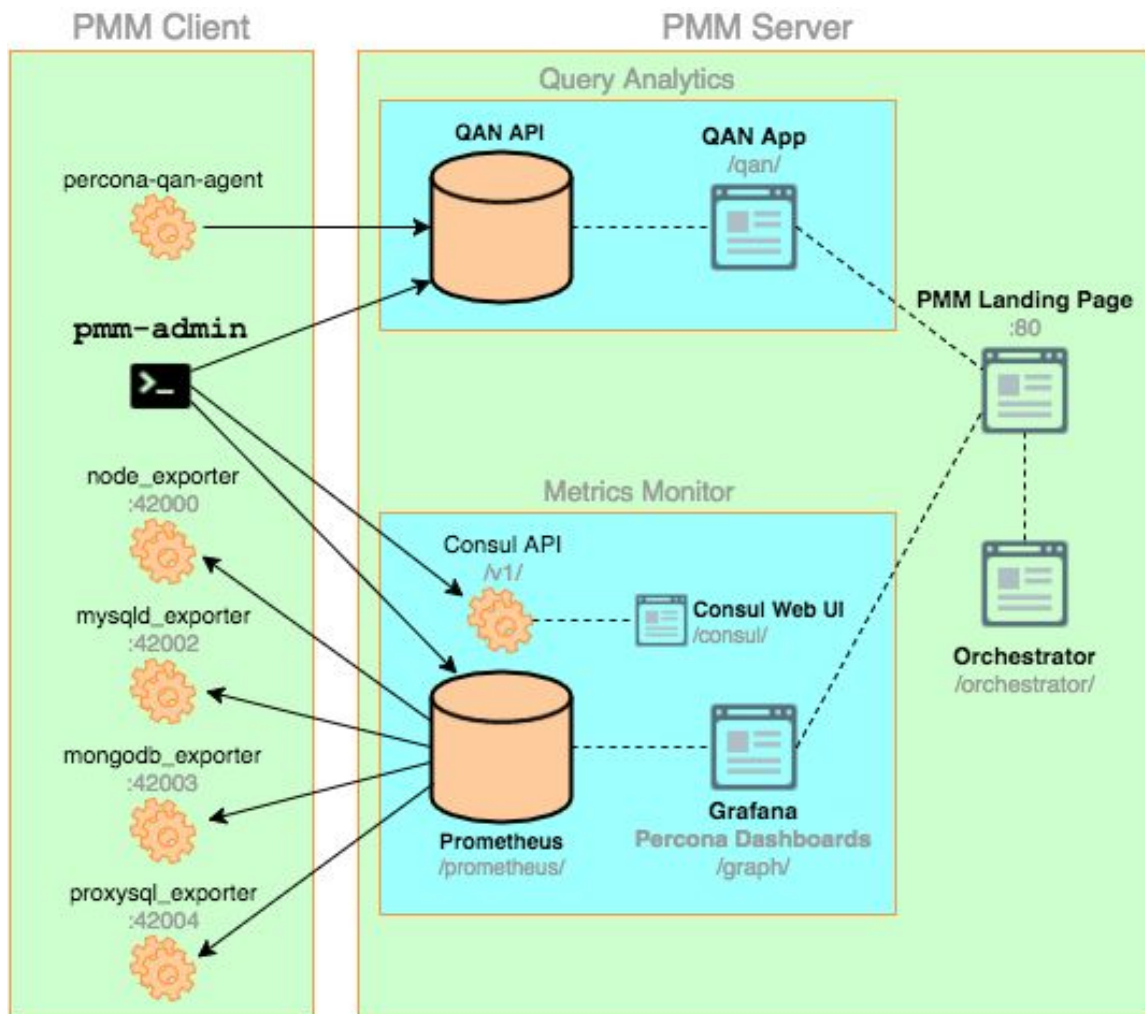 PMM Client
PMM Server
Query Analytics
QAN API
QAN App
/qan/
percona-qan-agent
pmm-admin
PMM Landing Page
:80
node_exporter
:42000
Metrics Monitor
Consul API
/v1/
mysqld_exporter
:42002
Consul Web UI
/consul/
Orchestrator
/orchestrator/
mongodb_exporter
:42003
Prometheus
/prometheus/
Grafana
Percona Dashboards
/graph/
proxysql_exporter
:42004